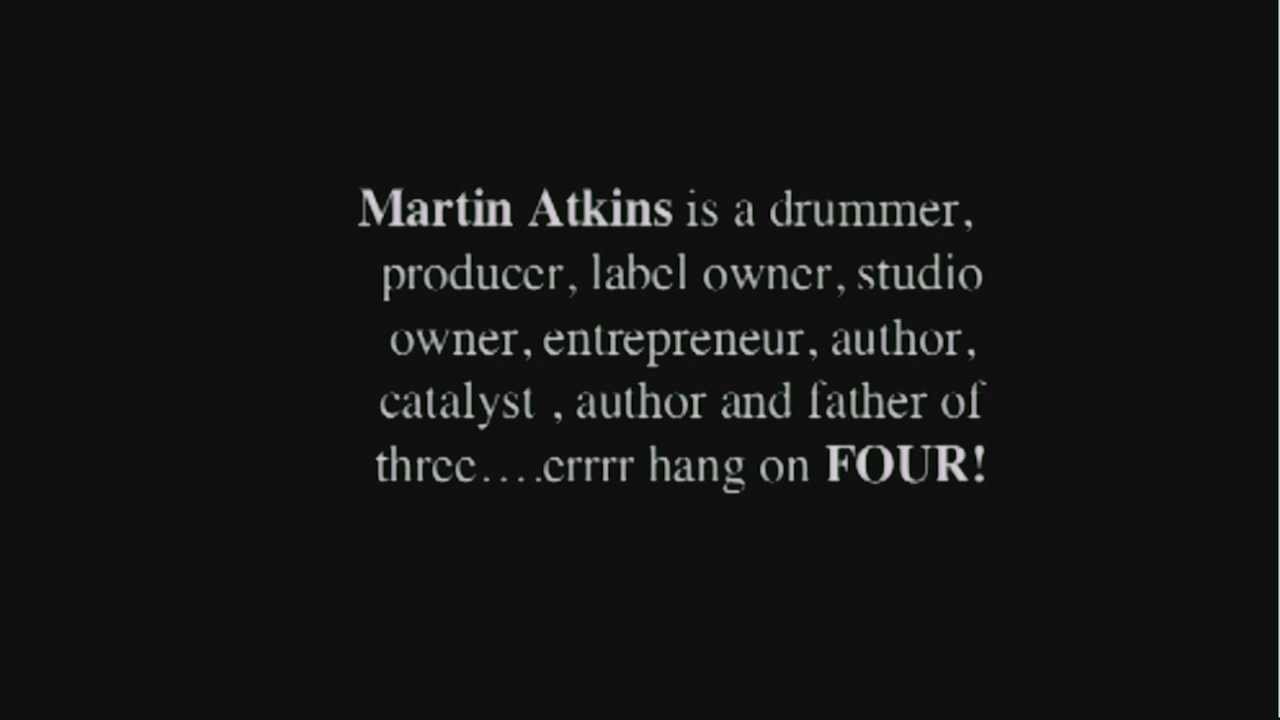 Martin Atkins is a drummer,
producer, label owner, studio
owner, entrepreneur, author,
catalyst , author and father of
three....errrr hang on FOUR!